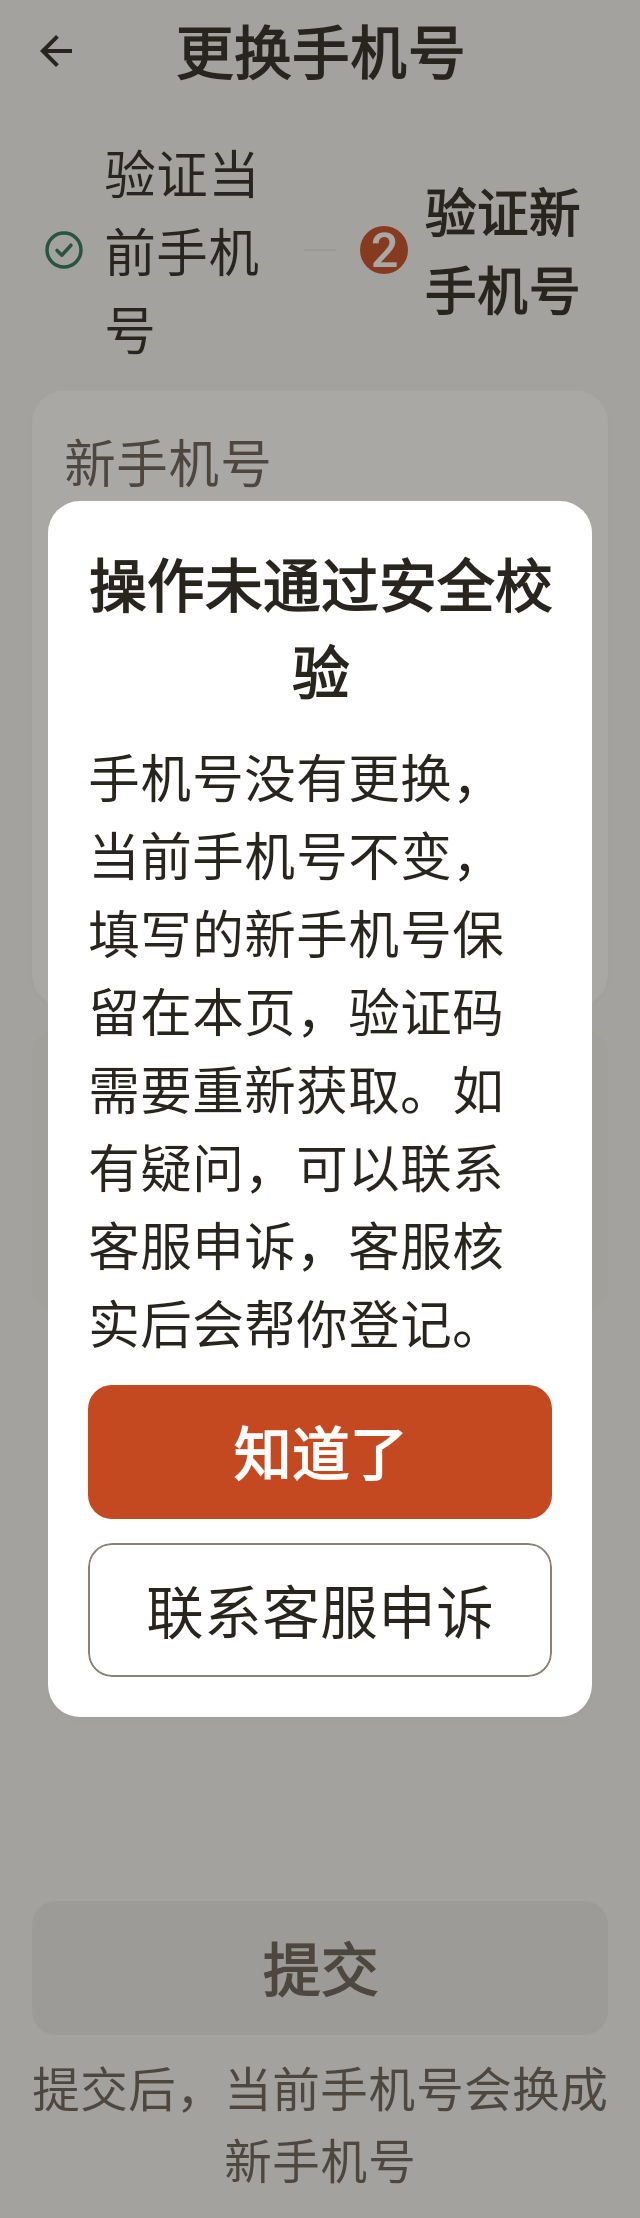 更换手机号
验证当
前手机
号
2
验证新
手机号
新手机号
操作未通过安全校
验
手机号没有更换，
当前手机号不变，
填写的新手机号保
留在本页，验证码
需要重新获取。如
有疑问，可以联系
客服申诉，客服核
实后会帮你登记。
知道了
联系客服申诉
提交
提交后，当前手机号会换成
新手机号